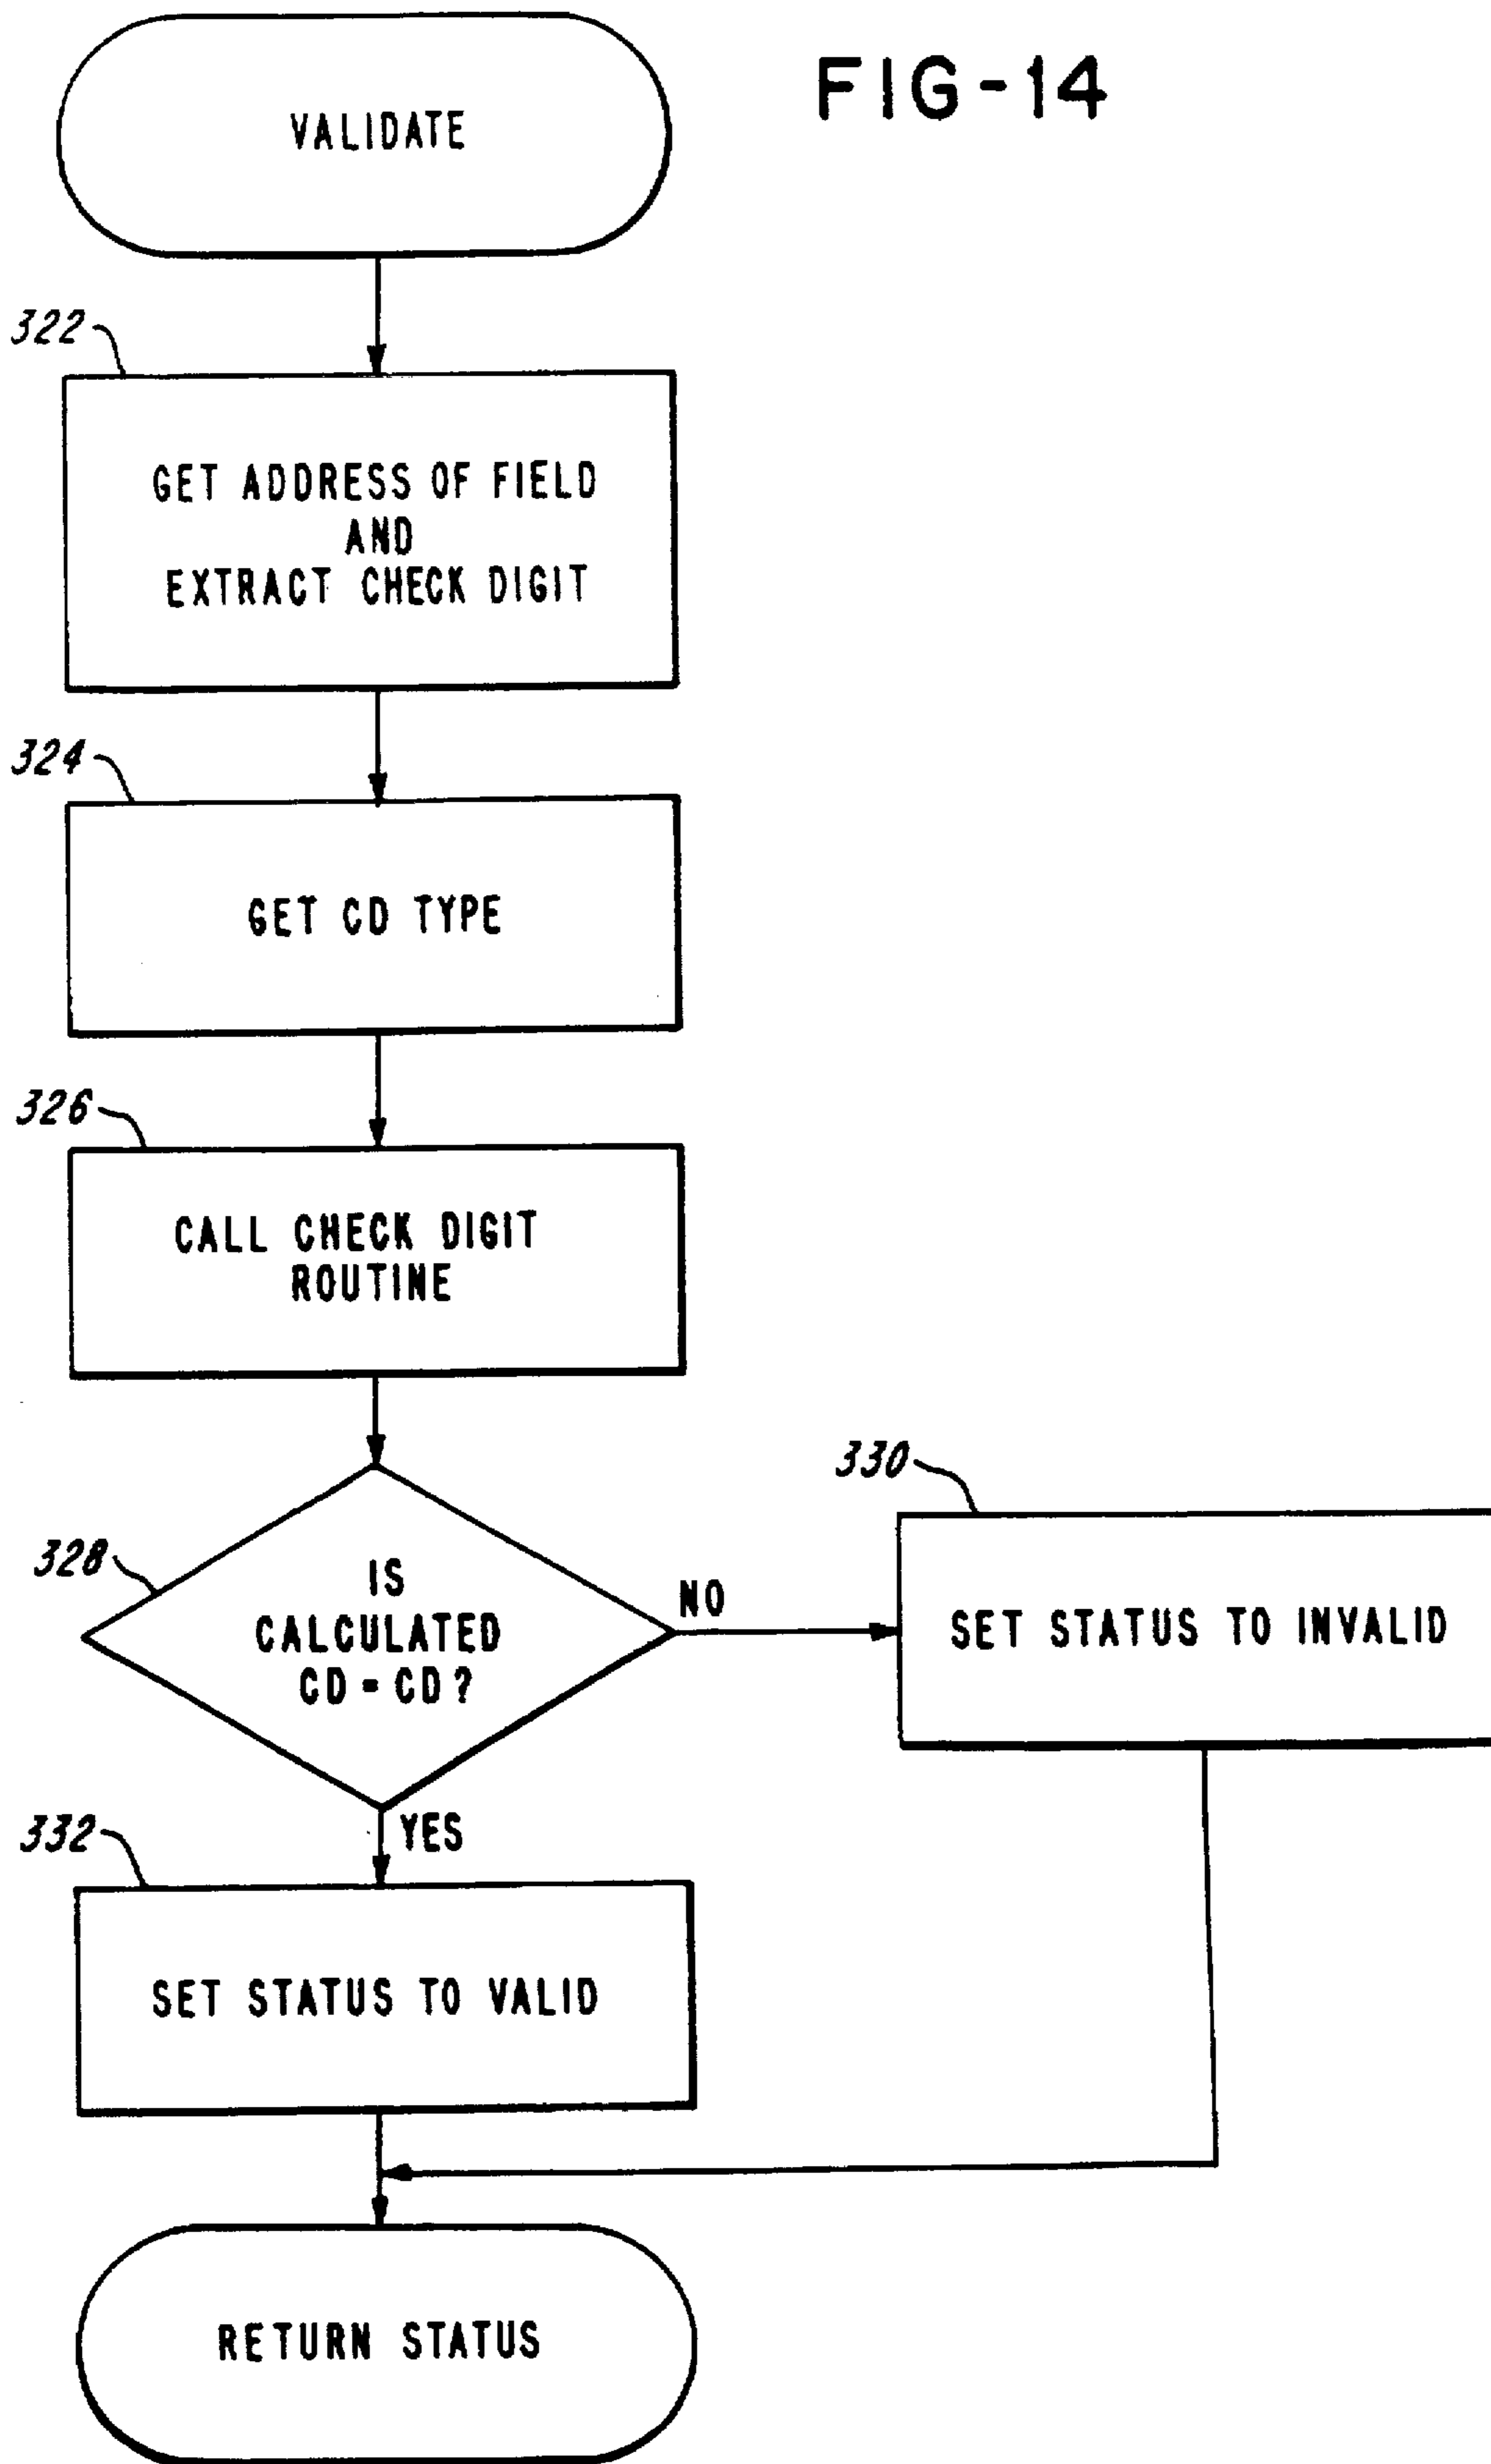 FIG-14
VALIDATE
322
GET ADDRESS OF FIELD
AND
EXTRACT CHECK DIGIT
324
GET CD TYPE
326
CALL CHECK DIGIT
ROUTINE
328
IS
CALCULATED
CD = CD?
NO
330
SET STATUS TO INVALID
YES
332
SET STATUS TO VALID
RETURN STATUS